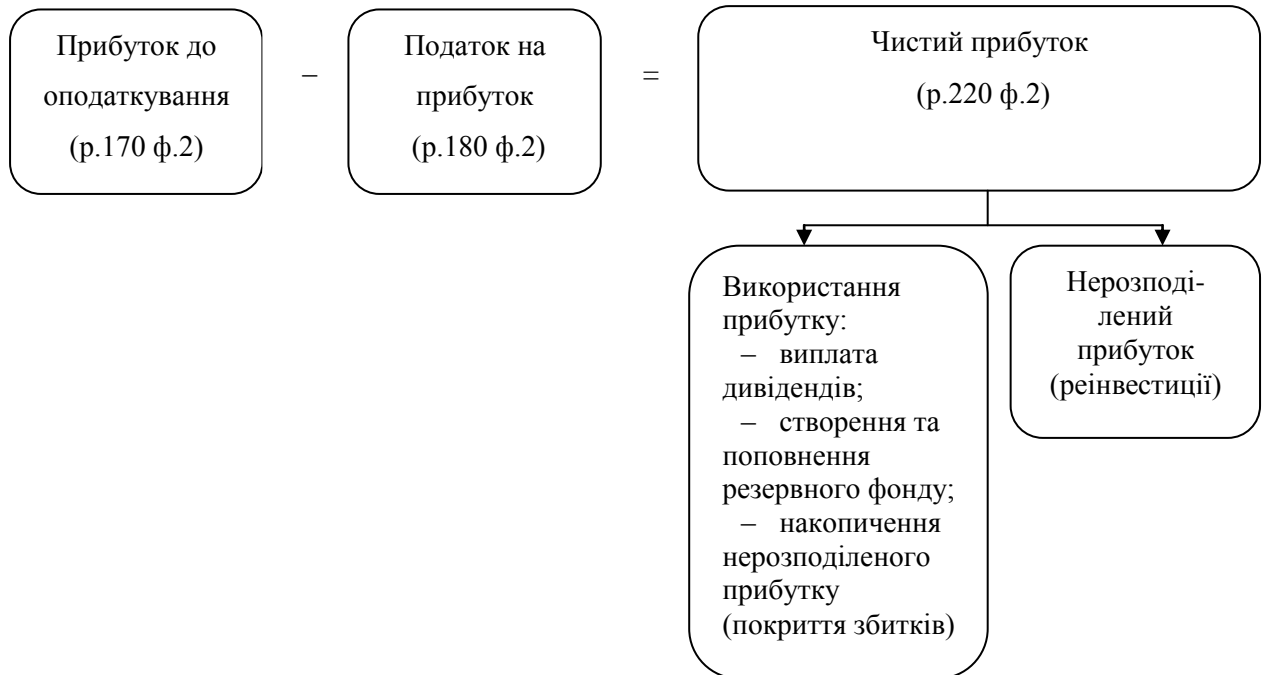 Прибуток до
оподаткування
(р.170 ф.2)
–
Податок на
прибуток
(р.180 ф.2)
=
Чистий прибуток
(р.220 ф.2)
Використання
прибутку:
– виплата
дивідендів;
– створення та
поповнення
резервного фонду;
– накопичення
нерозподіленого
прибутку
(покриття збитків)
Нерозподі-
лений
прибуток
(реінвестиції)